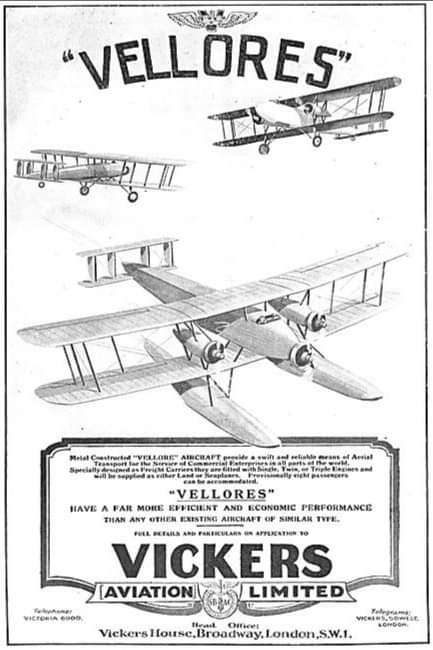 "VELLORES"
Metal Constructed "VELLORE" AIRCRAFT provide a swift and reliable means of Aerial
Transport for the Service of Commercial Enterprises in all parts of the world.
Specially designed as Freight Carriers they are fitted with Single, Twin, or Triple Engines and
will be supplied as either Land or Seaplanes. Provisionally eight passengers
can be accommodated.
"VELLORES"
HAVE A FAR MORE EFFICIENT AND ECONOMIC PERFORMANCE
THAN ANY OTHER EXISTING AIRCRAFT OF SIMILAR TYPE.
FULL DETAILS AND PARTICULARS ON APPLICATION TO
VICKERS
AVIATION LIMITED
SBAC
Telephone:
VICTORIA 6900.
Head Office:
Vickers House, Broadway, London, S.W.1.
Telegrams:
VICKERS, SOWEST,
LONDON.